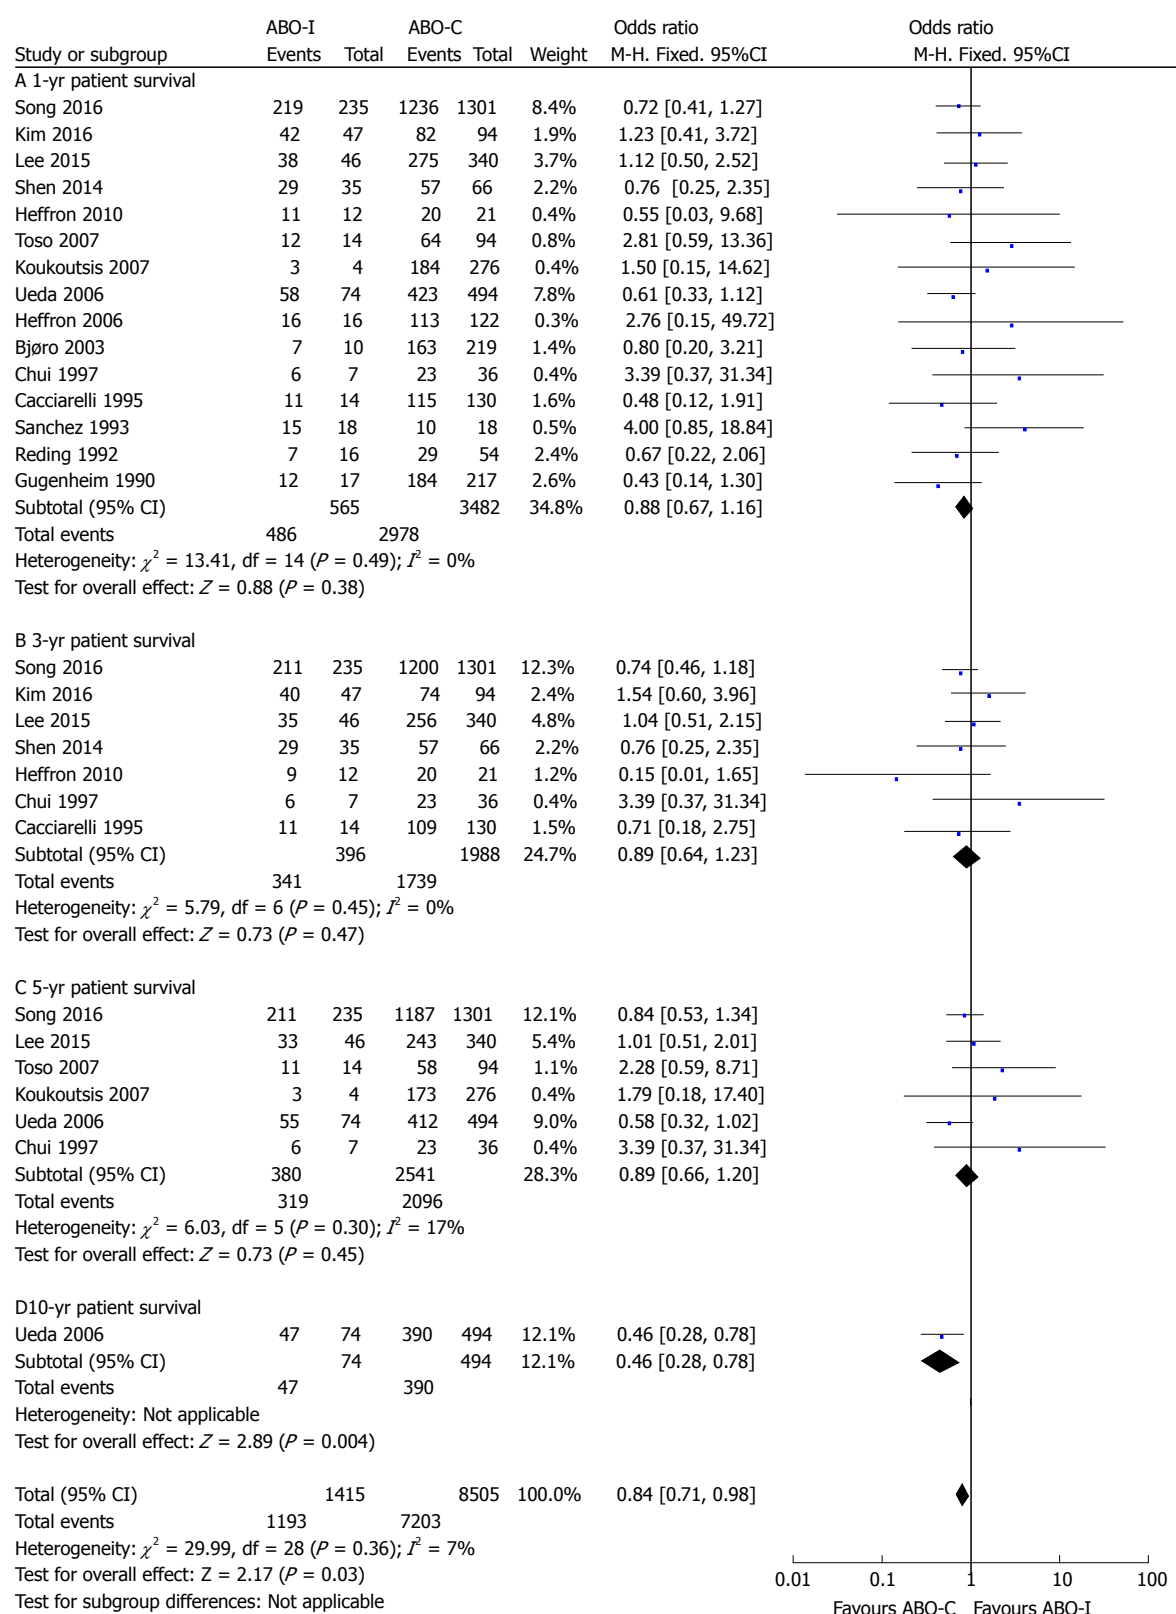 ABO-I ABO-C Odds ratio Odds ratio
Study or subgroup Events Total Events Total Weight M-H. Fixed. 95%CI M-H. Fixed. 95%CI
A 1-yr patient survival
Song 2016 219 235 1236 1301 8.4% 0.72 [0.41, 1.27]
Kim 2016 42 47 82 94 1.9% 1.23 [0.41, 3.72]
Lee 2015 38 46 275 340 3.7% 1.12 [0.50, 2.52]
Shen 2014 29 35 57 66 2.2% 0.76 [0.25, 2.35]
Heffron 2010 11 12 20 21 0.4% 0.55 [0.03, 9.68]
Toso 2007 12 14 64 94 0.8% 2.81 [0.59, 13.36]
Koukoutsis 2007 3 4 184 276 0.4% 1.50 [0.15, 14.62]
Ueda 2006 58 74 423 494 7.8% 0.61 [0.33, 1.12]
Heffron 2006 16 16 113 122 0.3% 2.76 [0.15, 49.72]
Bjøro 2003 7 10 163 219 1.4% 0.80 [0.20, 3.21]
Chui 1997 6 7 23 36 0.4% 3.39 [0.37, 31.34]
Cacciarelli 1995 11 14 115 130 1.6% 0.48 [0.12, 1.91]
Sanchez 1993 15 18 10 18 0.5% 4.00 [0.85, 18.84]
Reding 1992 7 16 29 54 2.4% 0.67 [0.22, 2.06]
Gugenheim 1990 12 17 184 217 2.6% 0.43 [0.14, 1.30]
Subtotal (95% CI) 565 3482 34.8% 0.88 [0.67, 1.16]
Total events 486 2978
Heterogeneity: χ² = 13.41, df = 14 (P = 0.49); I² = 0%
Test for overall effect: Z = 0.88 (P = 0.38)
B 3-yr patient survival
Song 2016 211 235 1200 1301 12.3% 0.74 [0.46, 1.18]
Kim 2016 40 47 74 94 2.4% 1.54 [0.60, 3.96]
Lee 2015 35 46 256 340 4.8% 1.04 [0.51, 2.15]
Shen 2014 29 35 57 66 2.2% 0.76 [0.25, 2.35]
Heffron 2010 9 12 20 21 1.2% 0.15 [0.01, 1.65]
Chui 1997 6 7 23 36 0.4% 3.39 [0.37, 31.34]
Cacciarelli 1995 11 14 109 130 1.5% 0.71 [0.18, 2.75]
Subtotal (95% CI) 396 1988 24.7% 0.89 [0.64, 1.23]
Total events 341 1739
Heterogeneity: χ² = 5.79, df = 6 (P = 0.45); I² = 0%
Test for overall effect: Z = 0.73 (P = 0.47)
C 5-yr patient survival
Song 2016 211 235 1187 1301 12.1% 0.84 [0.53, 1.34]
Lee 2015 33 46 243 340 5.4% 1.01 [0.51, 2.01]
Toso 2007 11 14 58 94 1.1% 2.28 [0.59, 8.71]
Koukoutsis 2007 3 4 173 276 0.4% 1.79 [0.18, 17.40]
Ueda 2006 55 74 412 494 9.0% 0.58 [0.32, 1.02]
Chui 1997 6 7 23 36 0.4% 3.39 [0.37, 31.34]
Subtotal (95% CI) 380 2541 28.3% 0.89 [0.66, 1.20]
Total events 319 2096
Heterogeneity: χ² = 6.03, df = 5 (P = 0.30); I² = 17%
Test for overall effect: Z = 0.73 (P = 0.45)
D10-yr patient survival
Ueda 2006 47 74 390 494 12.1% 0.46 [0.28, 0.78]
Subtotal (95% CI) 74 494 12.1% 0.46 [0.28, 0.78]
Total events 47 390
Heterogeneity: Not applicable
Test for overall effect: Z = 2.89 (P = 0.004)
Total (95% CI) 1415 8505 100.0% 0.84 [0.71, 0.98]
Total events 1193 7203
Heterogeneity: χ² = 29.99, df = 28 (P = 0.36); I² = 7%
Test for overall effect: Z = 2.17 (P = 0.03)
Test for subgroup differences: Not applicable
0.01 0.1 1 10 100
Favours ABO-C Favours ABO-I